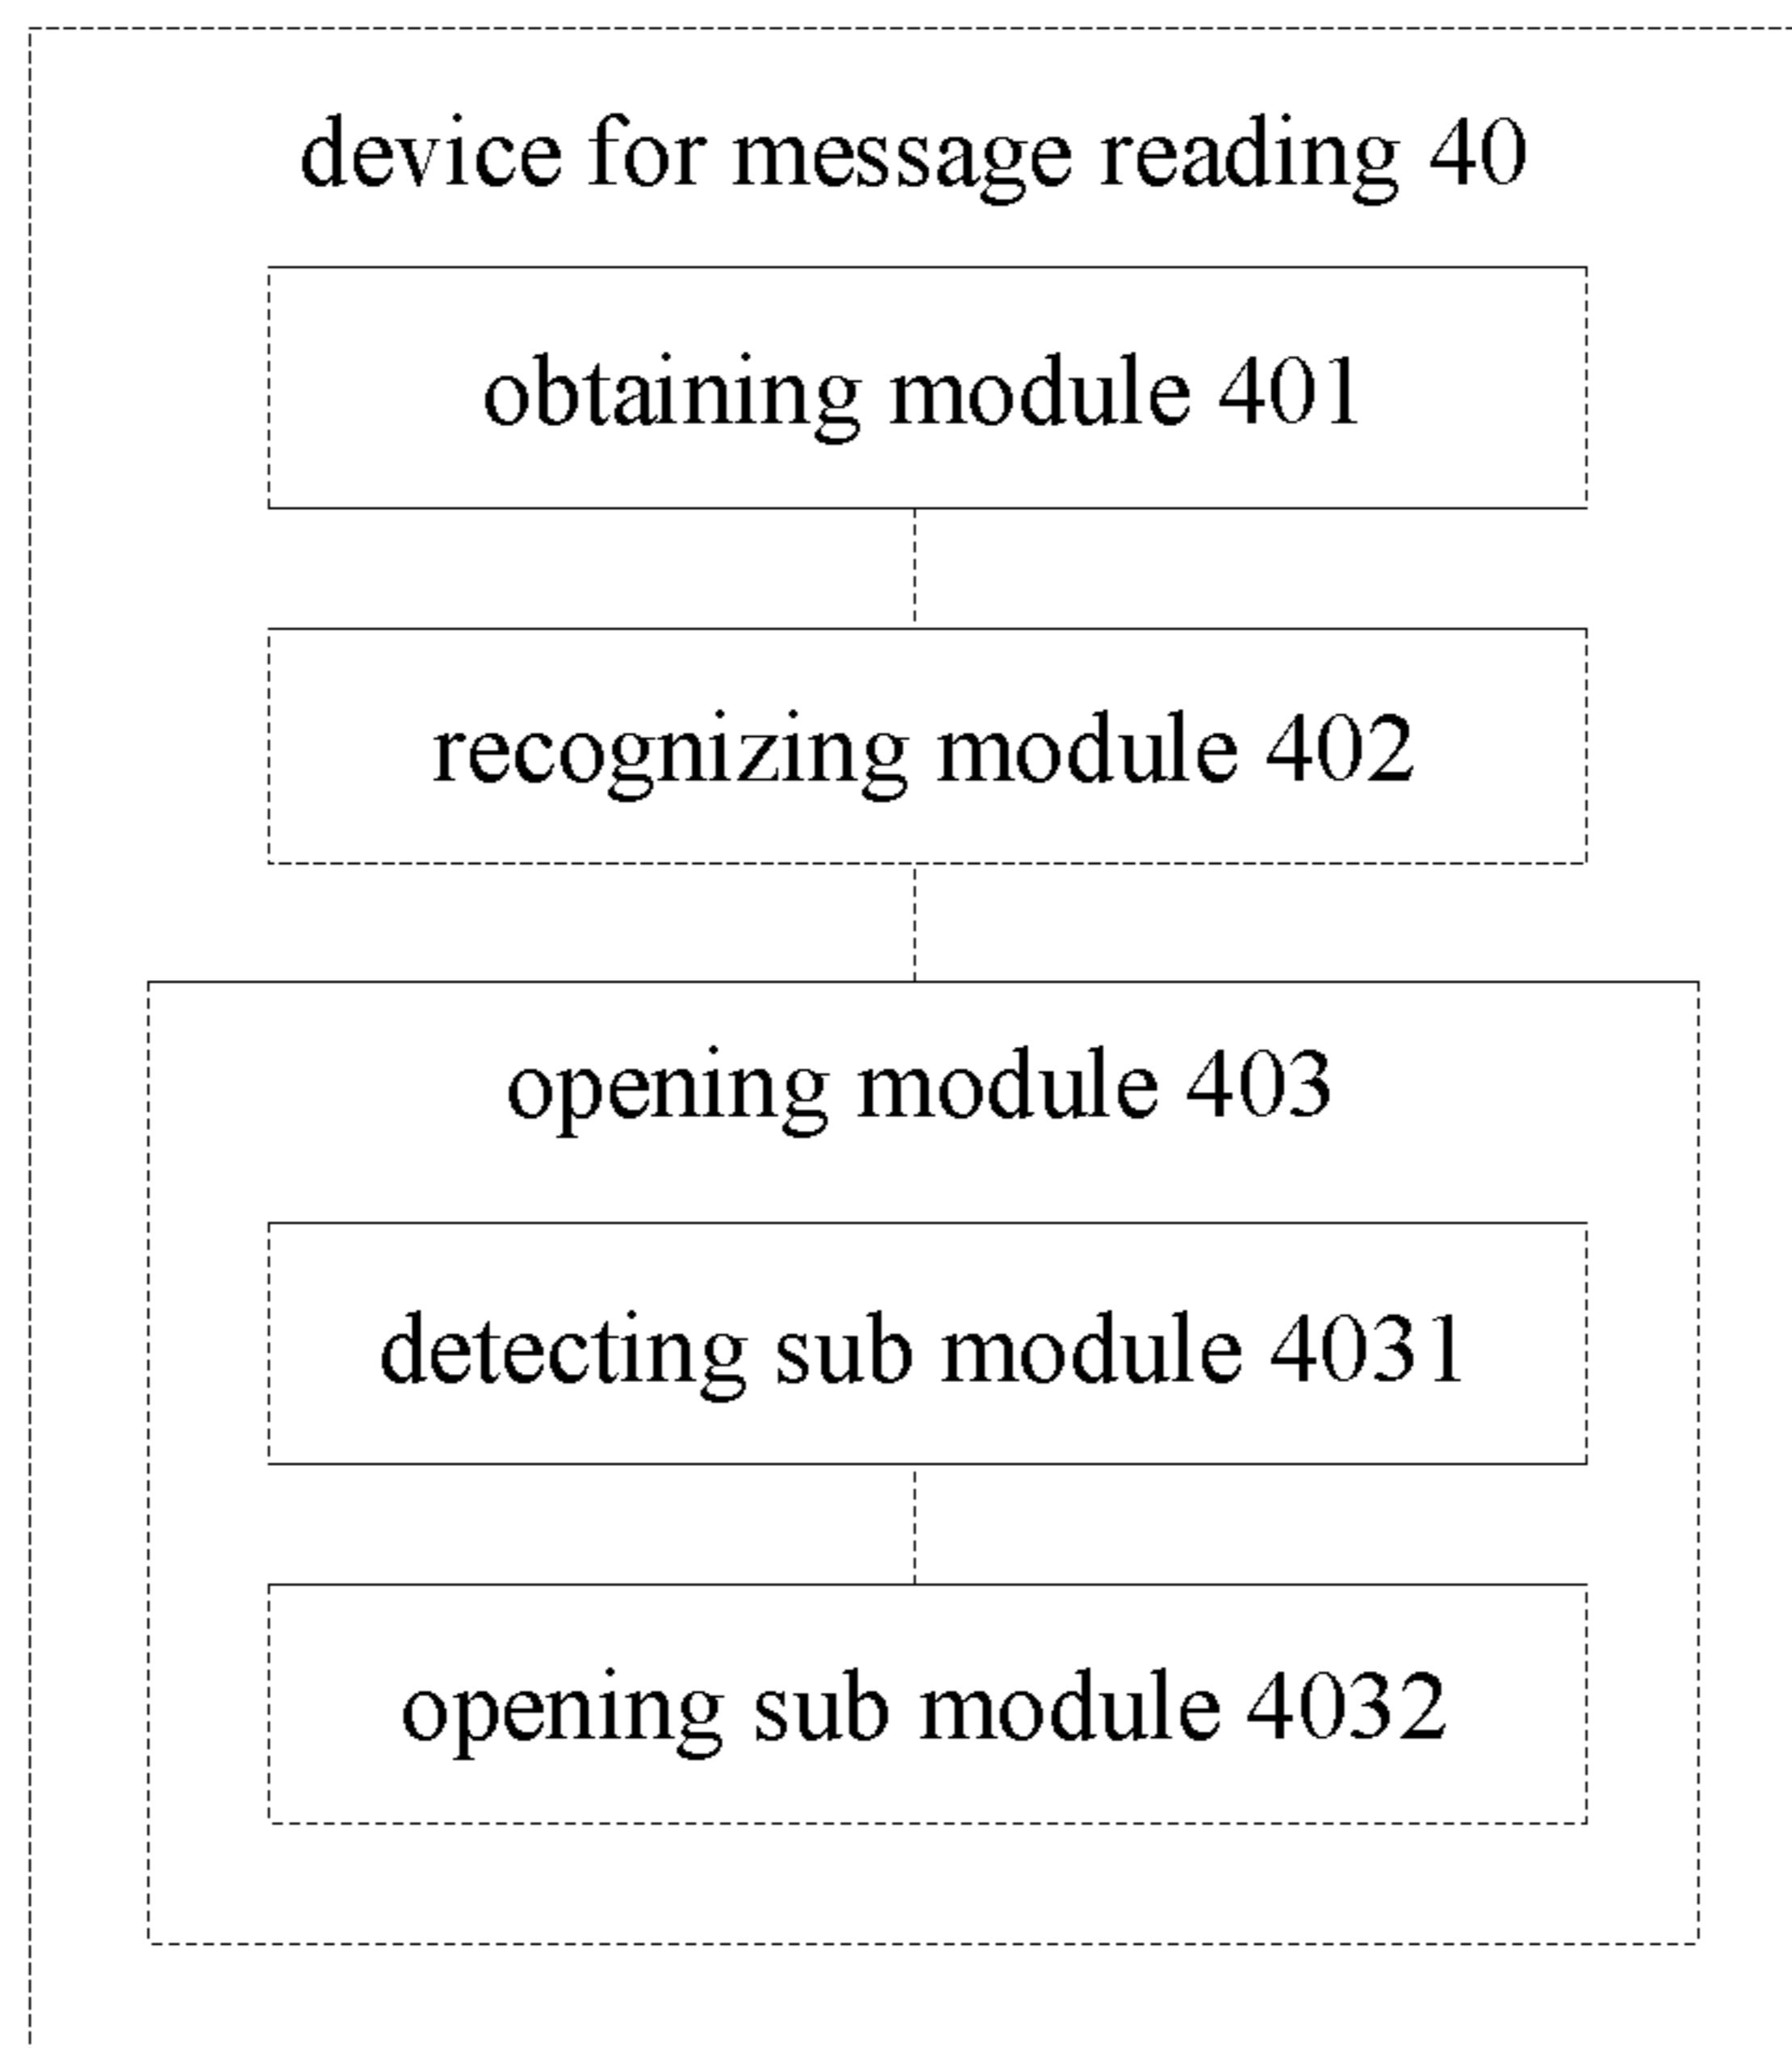 device for message reading 40
obtaining module 401
recognizing module 402
opening module 403
detecting sub module 4031
opening sub module 4032